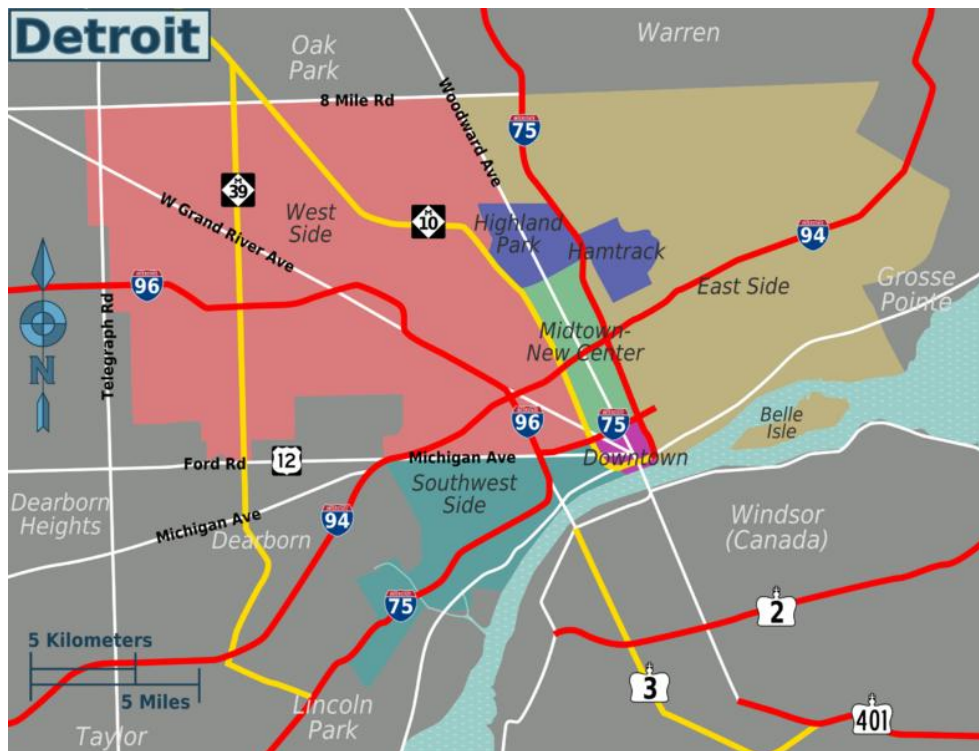 Detroit
Oak
Park
Warren
8 Mile Rd
Woodward Ave
75
M
39
W Grand River Ave
West
Side
M
10
Highland
Park
Hamtrack
94
96
East Side
Grosse
Pointe
Telegraph Rd
N
Midtown-
New Center
96
75
Belle
Isle
Ford Rd
12
Michigan Ave
Downtown
Southwest
Side
Dearborn
Heights
Michigan Ave
Dearborn
94
Windsor
(Canada)
75
2
5 Kilometers
5 Miles
3
Lincoln
Park
401
Taylor